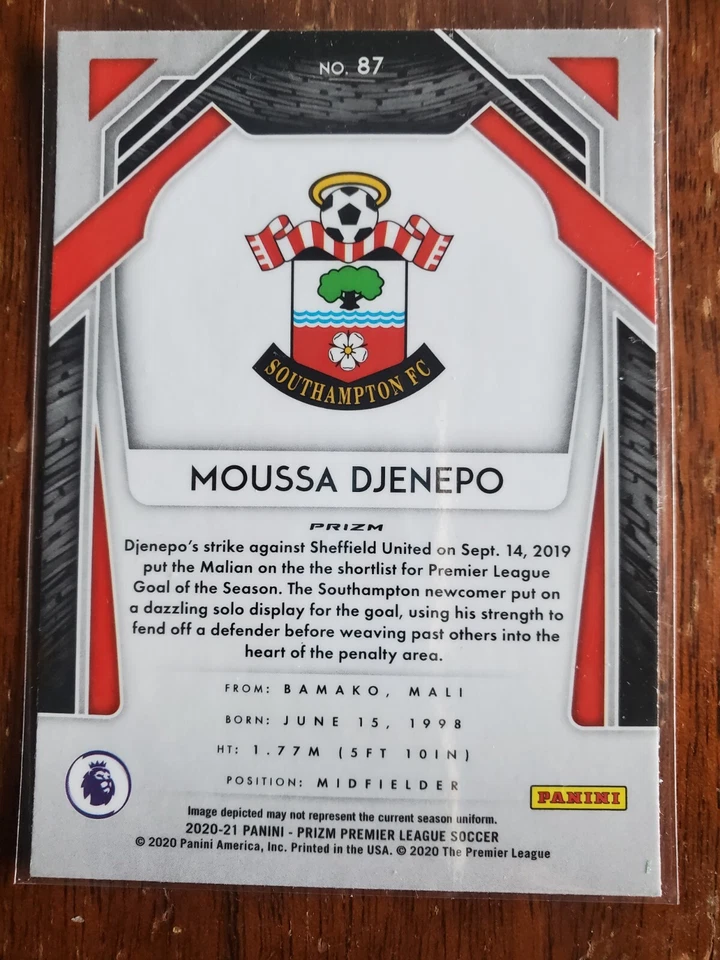 NO. 87
SOUTHAMPTON FC
MOUSSA DJENEPO
PRIZM
Djenepo's strike against Sheffield United on Sept. 14, 2019
put the Malian on the the shortlist for Premier League
Goal of the Season. The Southampton newcomer put on
a dazzling solo display for the goal, using his strength to
fend off a defender before weaving past others into the
heart of the penalty area.
FROM: BAMAKO, MALI
BORN: JUNE 15, 1998
HT: 1.77M (5FT 10IN)
POSITION: MIDFIELDER
PANINI
Image depicted may not represent the current season uniform.
2020-21 PANINI - PRIZM PREMIER LEAGUE SOCCER
© 2020 Panini America, Inc. Printed in the USA. © 2020 The Premier League